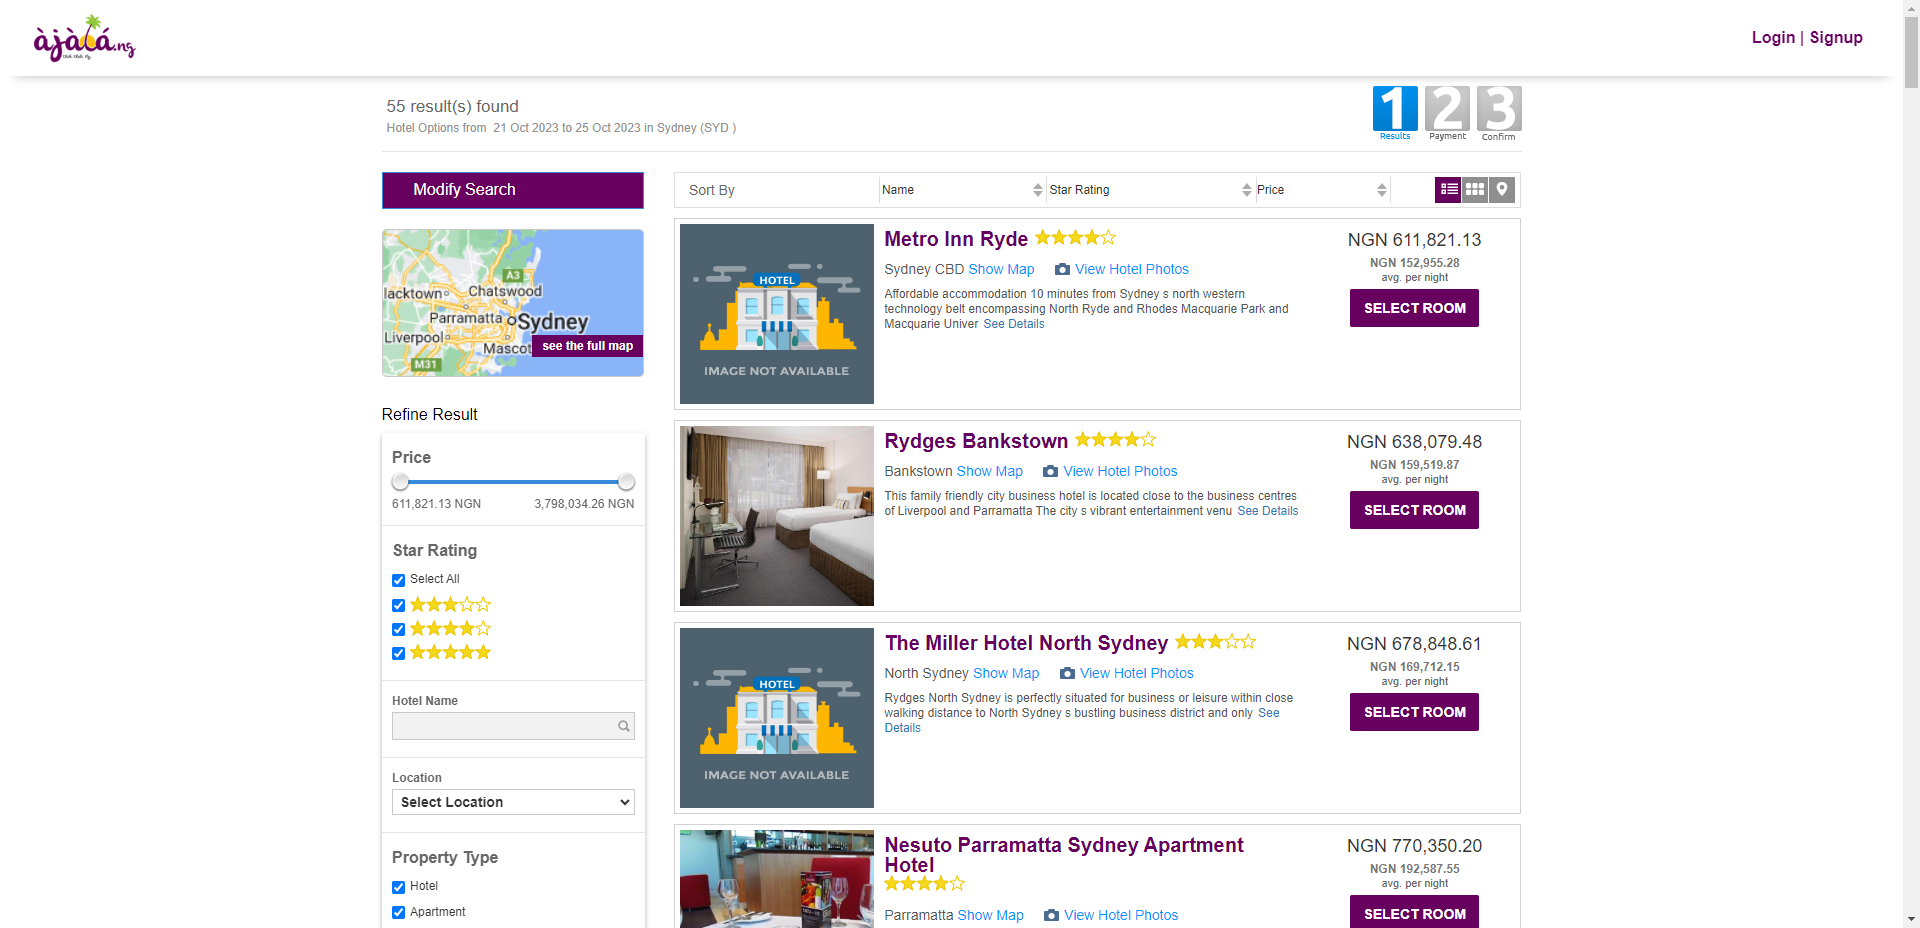 àjàlá.ng
Login | Signup
55 result(s) found
Hotel Options from 21 Oct 2023 to 25 Oct 2023 in Sydney (SYD )
1 2 3
Results Payment Confirm
Modify Search
A3
lacktown Chatswood
Parramatta Sydney
Liverpool
Mascot
see the full map
M31
Refine Result
Price
611,821.13 NGN 3,798,034.26 NGN
Star Rating
Select All
Hotel Name
Location
Select Location
Property Type
Hotel
Apartment
Sort By Name Star Rating Price
HOTEL
IMAGE NOT AVAILABLE
Metro Inn Ryde
Sydney CBD Show Map View Hotel Photos
Affordable accommodation 10 minutes from Sydney s north western
technology belt encompassing North Ryde and Rhodes Macquarie Park and
Macquarie Univer See Details
NGN 611,821.13
NGN 152,955.28
avg. per night
SELECT ROOM
Rydges Bankstown
Bankstown Show Map View Hotel Photos
This family friendly city business hotel is located close to the business centres
of Liverpool and Parramatta The city s vibrant entertainment venu See Details
NGN 638,079.48
NGN 159,519.87
avg. per night
SELECT ROOM
HOTEL
IMAGE NOT AVAILABLE
The Miller Hotel North Sydney
North Sydney Show Map View Hotel Photos
Rydges North Sydney is perfectly situated for business or leisure within close
walking distance to North Sydney s bustling business district and only See
Details
NGN 678,848.61
NGN 169,712.15
avg. per night
SELECT ROOM
Nesuto Parramatta Sydney Apartment
Hotel
Parramatta Show Map View Hotel Photos
NGN 770,350.20
NGN 192,587.55
avg. per night
SELECT ROOM